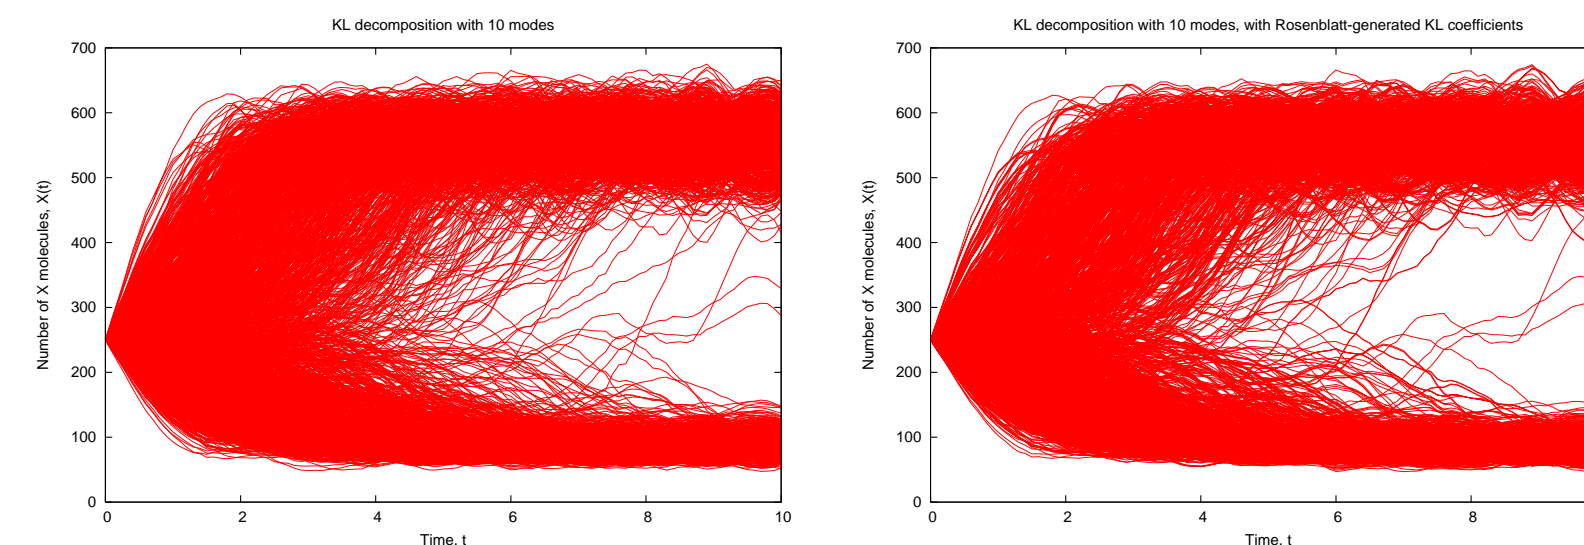 KL decomposition with 10 modes
700
600
500
400
300
200
100
0
Number of X molecules, X(t)
0 2 4 6 8 10
Time, t
KL decomposition with 10 modes, with Rosenblatt-generated KL coefficients
700
600
500
400
300
200
100
0
Number of X molecules, X(t)
0 2 4 6 8
Time, t